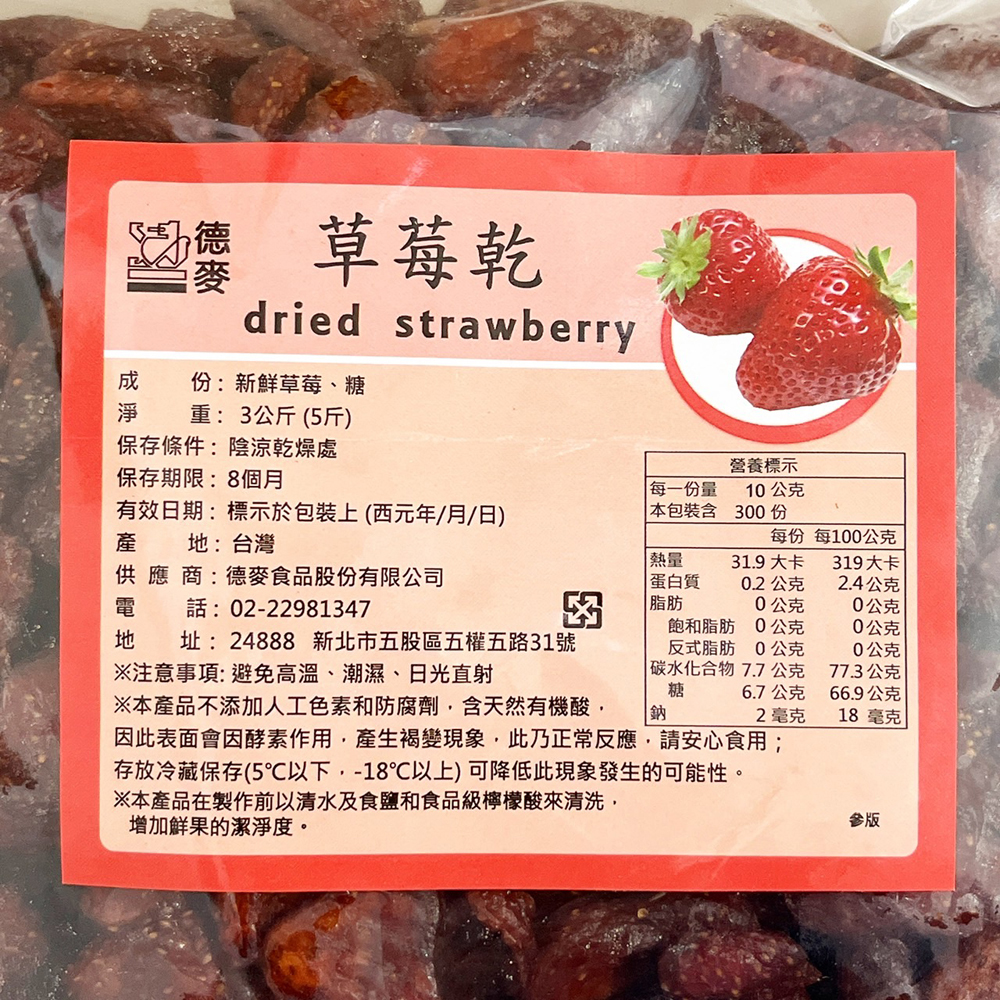 德麥
草莓乾
dried strawberry
成 份：新鮮草莓、糖
淨 重：3公斤 (5斤)
保存條件：陰涼乾燥處
保存期限：8個月
有效日期：標示於包裝上 (西元年/月/日)
產 地：台灣
供 應 商：德麥食品股份有限公司
電 話：02-22981347
地 址：24888 新北市五股區五權五路31號
※注意事項: 避免高溫、潮濕、日光直射
※本產品不添加人工色素和防腐劑，含天然有機酸，
因此表面會因酵素作用，產生褐變現象，此乃正常反應，請安心食用；
存放冷藏保存(5℃以下，-18℃以上) 可降低此現象發生的可能性。
※本產品在製作前以清水及食鹽和食品級檸檬酸來清洗，
增加鮮果的潔淨度。
營養標示
每一份量 10 公克
本包裝含 300 份
每份 每100公克
熱量 31.9 大卡 319 大卡
蛋白質 0.2 公克 2.4 公克
脂肪 0 公克 0 公克
飽和脂肪 0 公克 0 公克
反式脂肪 0 公克 0 公克
碳水化合物 7.7 公克 77.3 公克
糖 6.7 公克 66.9 公克
鈉 2 毫克 18 毫克
參版